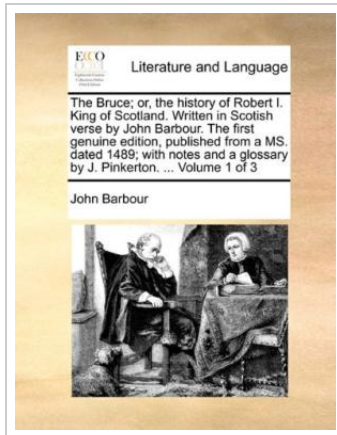 ECCO
Literature and Language
The Bruce; or, the history of Robert I.
King of Scotland. Written in Scotish
verse by John Barbour. The first
genuine edition, published from a MS.
dated 1489; with notes and a glossary
by J. Pinkerton. ... Volume 1 of 3
John Barbour